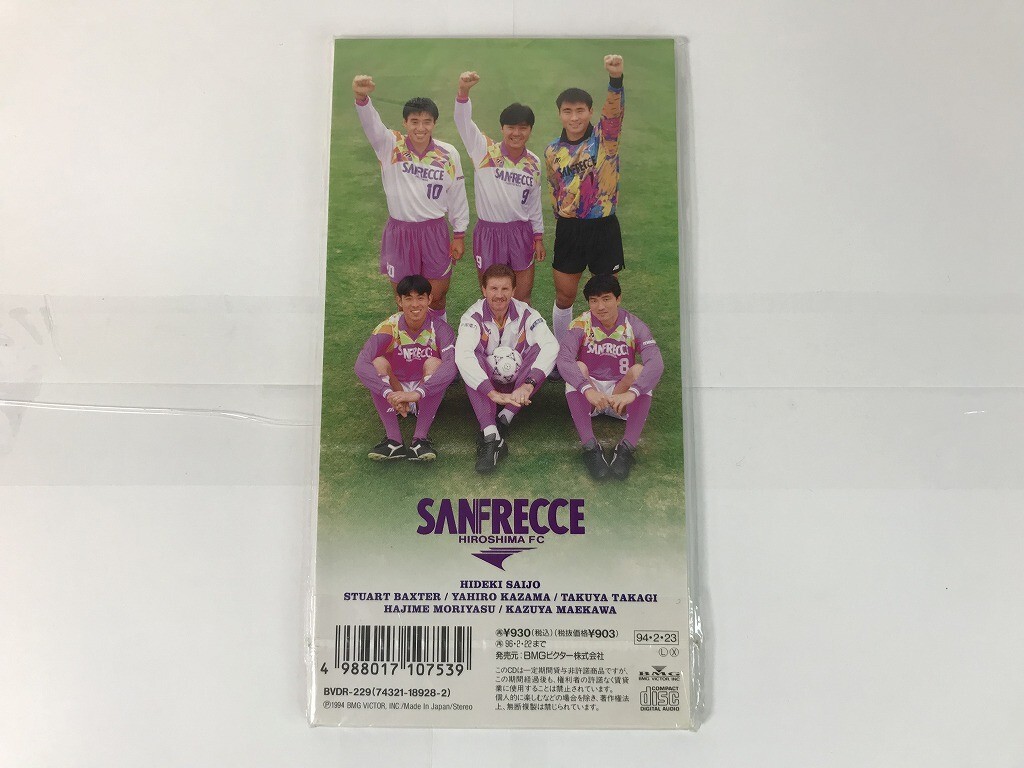 SANFRECCE
10
SANFRECCE
9
SANFRECCE
10
9
SANFRECCE
SANFRECCE
8
SANFRECCE
HIROSHIMA FC
HIDEKI SAIJO
STUART BAXTER / YAHIRO KAZAMA / TAKUYA TAKAGI
HAJIME MORIYASU / KAZUYA MAEKAWA
4 988017 107539
BVDR-229(74321-18928-2)
Ⓟ1994 BMG VICTOR, INC./Made In Japan/Stereo
¥930(税込)(税抜価格¥903)
96・2・22まで
発売元:BMGビクター株式会社
94・2・23
Ⓛ Ⓧ
このCDは一定期間貸与非許諾商品ですが、
この期間経過後も、権利者の許諾なく賃貸
業に使用することは禁止されています。
個人的に楽しむなどの場合を除き、著作権法
上、無断複製は禁じられています。
BMG
BMG VICTOR, INC.
COMPACT
disc
DIGITAL AUDIO